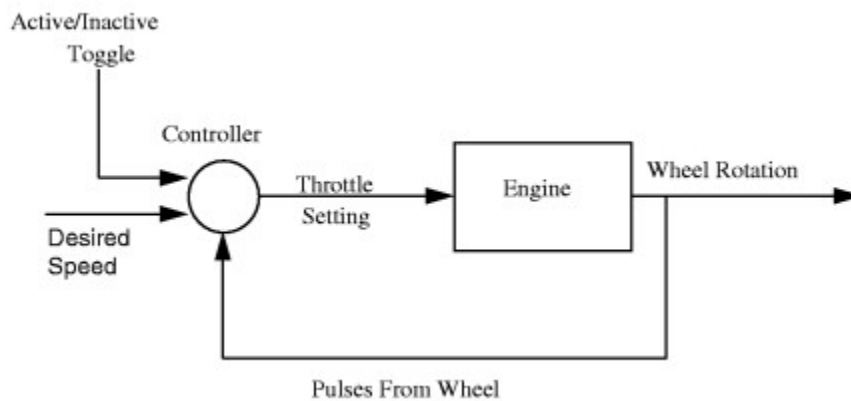 Active/Inactive
Toggle
Controller
Desired
Speed
Throttle
Setting
Engine
Wheel Rotation
Pulses From Wheel